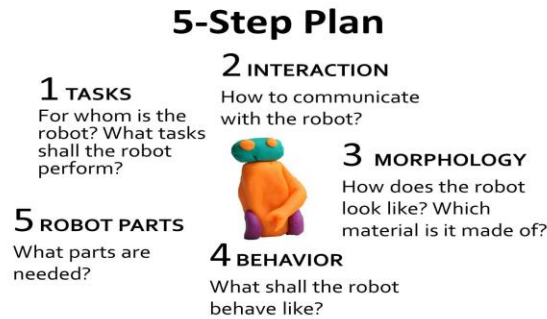 5-Step Plan
1 TASKS
For whom is the
robot? What tasks
shall the robot
perform?
2 INTERACTION
How to communicate
with the robot?
3 MORPHOLOGY
How does the robot
look like? Which
material is it made of?
4 BEHAVIOR
What shall the robot
behave like?
5 ROBOT PARTS
What parts are
needed?